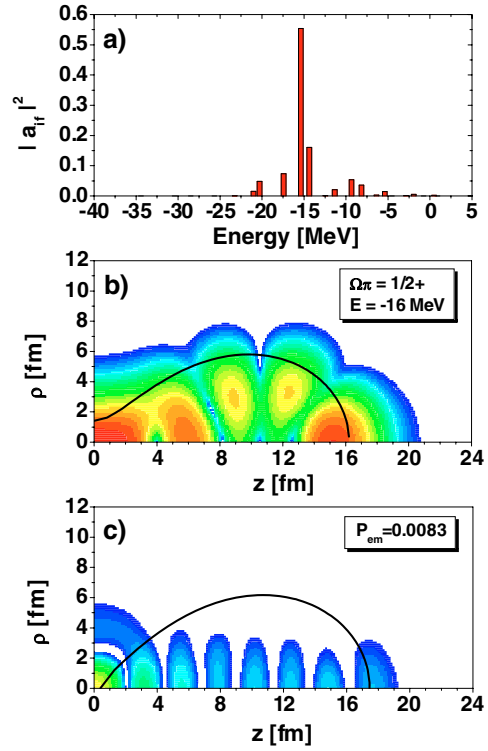 a)
| a_if |^2
0.6
0.5
0.4
0.3
0.2
0.1
0.0
-40 -35 -30 -25 -20 -15 -10 -5 0 5
Energy [MeV]
b)
Ωπ = 1/2+
E = -16 MeV
ρ [fm]
12
10
8
6
4
2
0
0 4 8 12 16 20 24
z [fm]
c)
P_em=0.0083
ρ [fm]
12
10
8
6
4
2
0
0 4 8 12 16 20 24
z [fm]